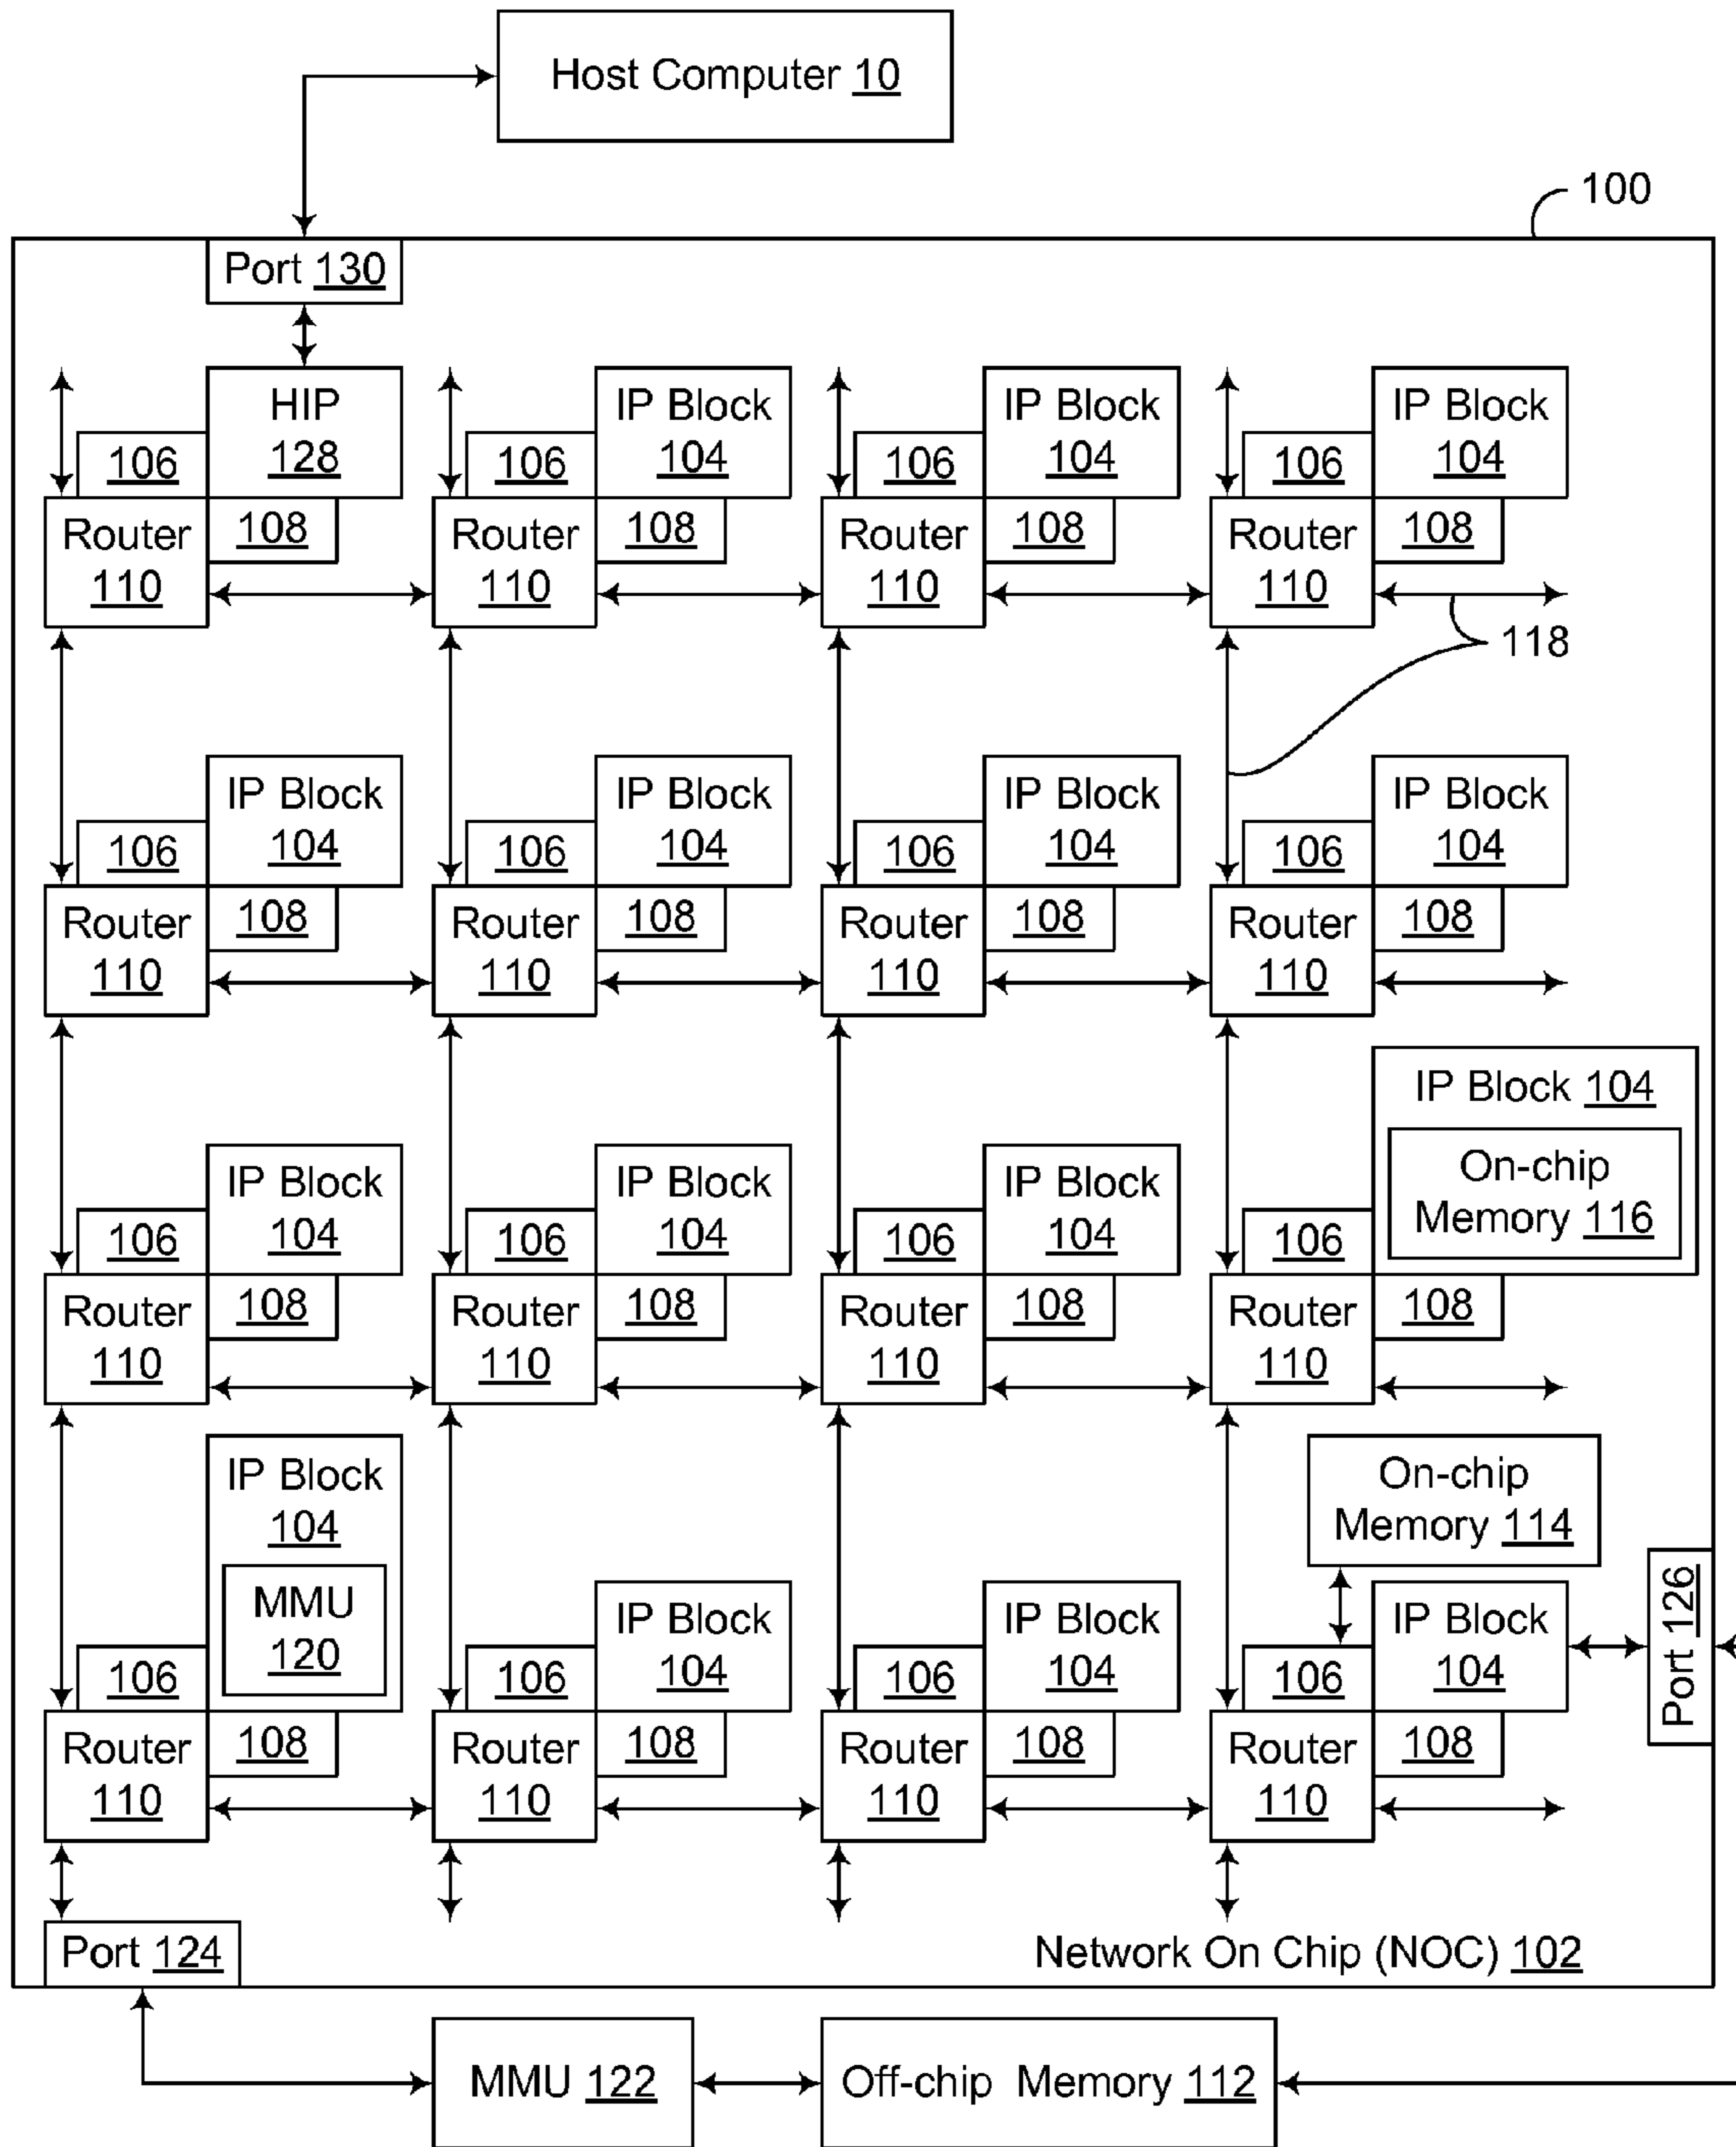 Host Computer 10
100
Port 130
HIP IP Block IP Block IP Block
106 128 106 104 106 104 106 104
Router 108 Router 108 Router 108 Router 108
110 110 110 110
118
IP Block IP Block IP Block IP Block
106 104 106 104 106 104 106 104
Router 108 Router 108 Router 108 Router 108
110 110 110 110
IP Block 104
On-chip
Memory 116
IP Block IP Block IP Block
106 104 106 104 106 104 106
Router 108 Router 108 Router 108 Router 108
110 110 110 110
IP Block
104
On-chip
Memory 114
MMU
120
IP Block IP Block IP Block
106 106 104 106 104 106 104
Port 126
Router 108 Router 108 Router 108 Router 108
110 110 110 110
Port 124
Network On Chip (NOC) 102
MMU 122
Off-chip Memory 112